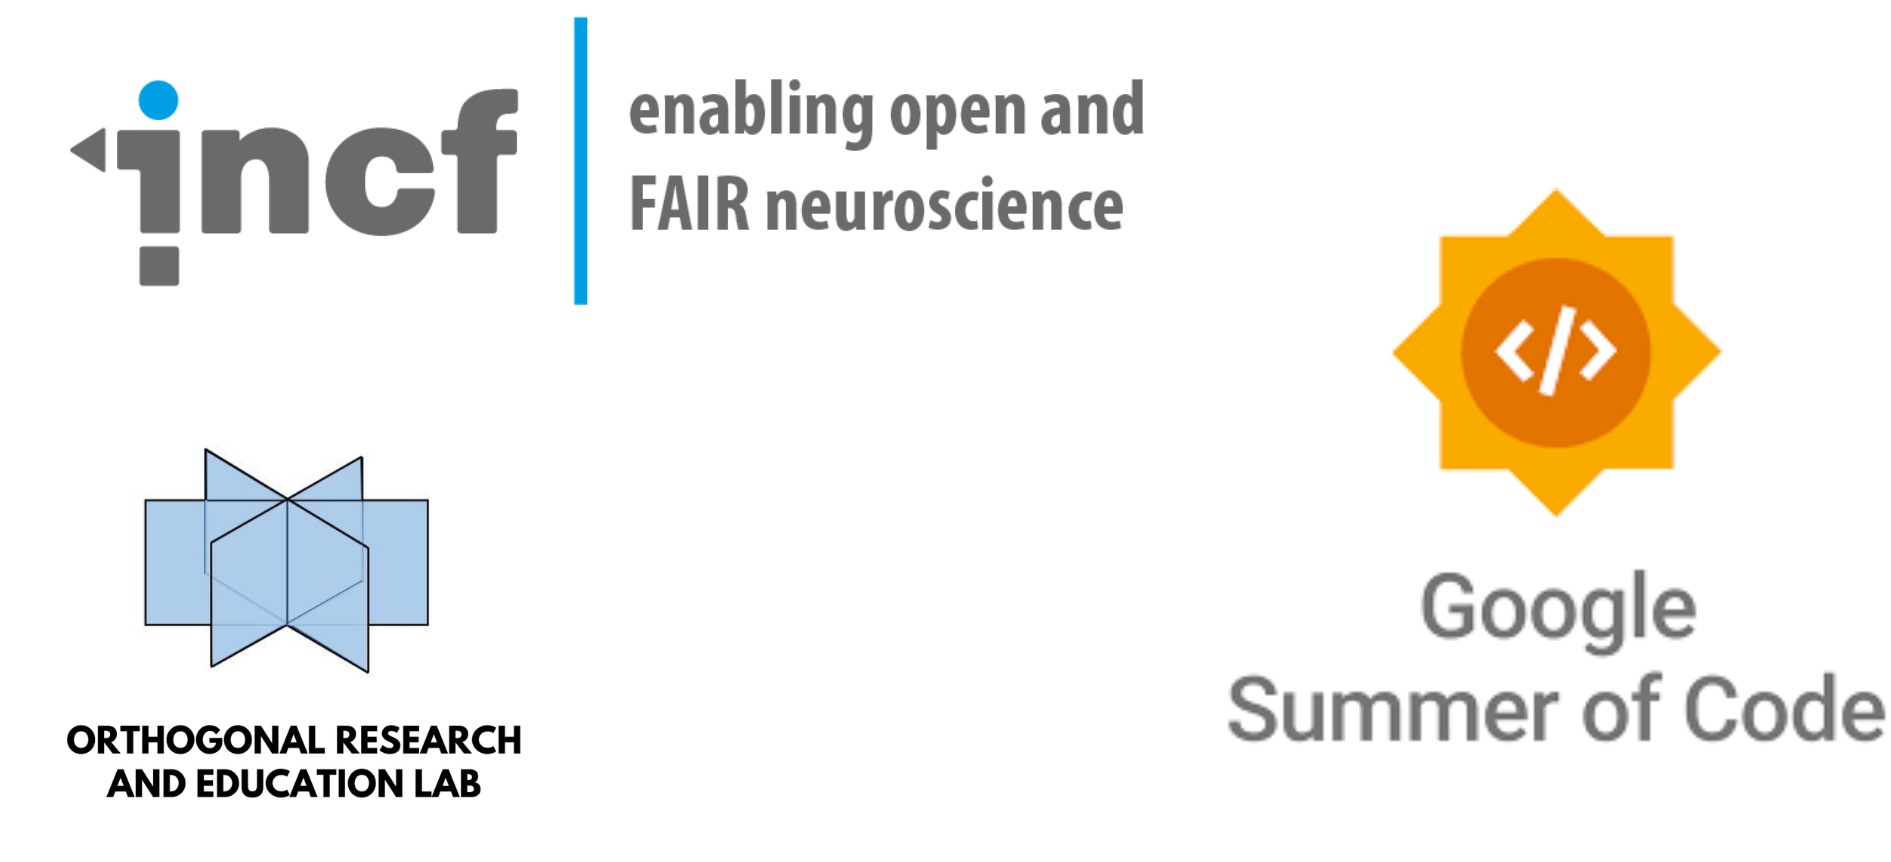 incf
enabling open and
FAIR neuroscience
</>
Google
Summer of Code
ORTHOGONAL RESEARCH
AND EDUCATION LAB